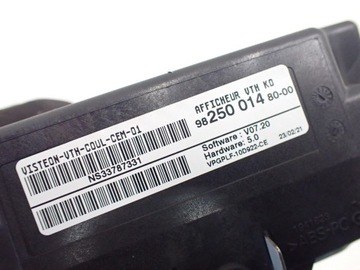 VISTEON-VTH-COUL-CEM-01
NS33787331
AFFICHEUR VTH KO
98 250 014 80-00
Software : V07.20
Hardware: 5.0
23/02/21
VPGPLF-10D922-CE